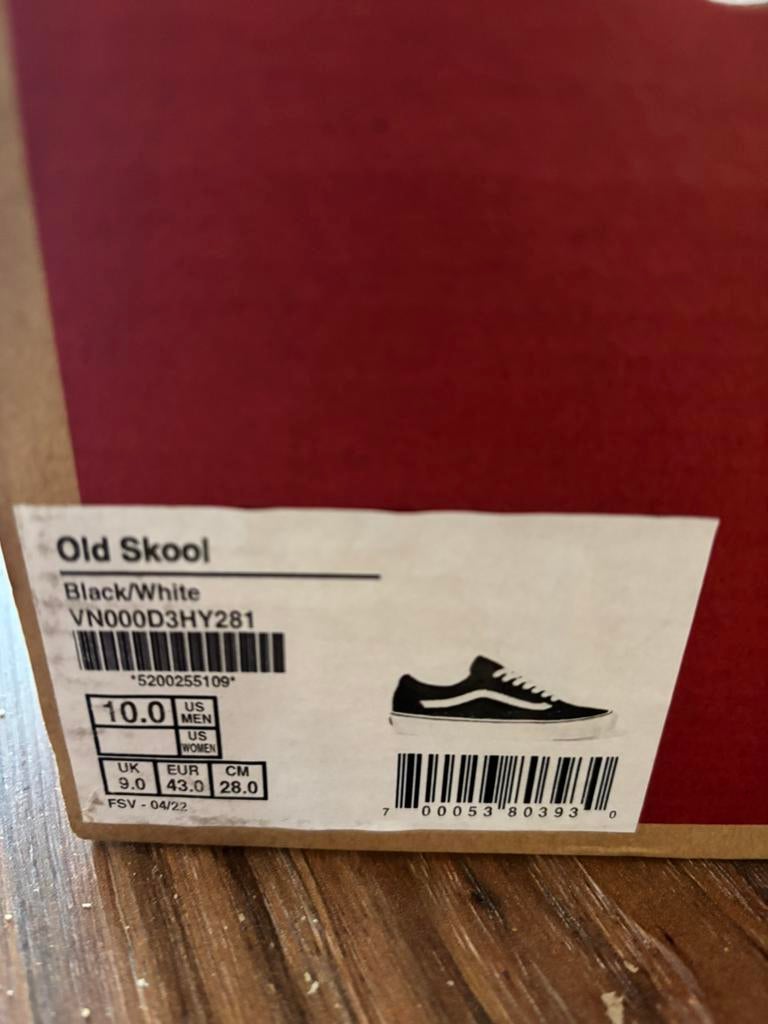 Old Skool
Black/White
VN000D3HY281
*5200255109*
10.0 US MEN
US WOMEN
UK EUR CM
9.0 43.0 28.0
FSV - 04/22
7 00053 80393 0